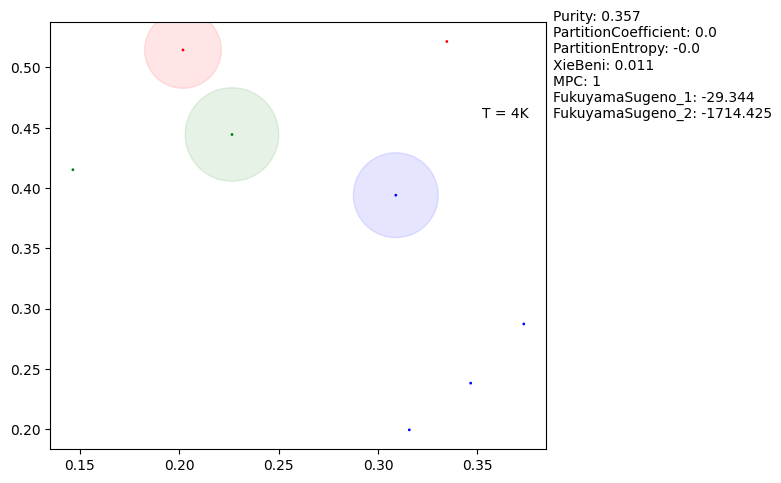 Purity: 0.357
PartitionCoefficient: 0.0
PartitionEntropy: -0.0
XieBeni: 0.011
MPC: 1
FukuyamaSugeno_1: -29.344
FukuyamaSugeno_2: -1714.425
T = 4K
0.50
0.45
0.40
0.35
0.30
0.25
0.20
0.15 0.20 0.25 0.30 0.35